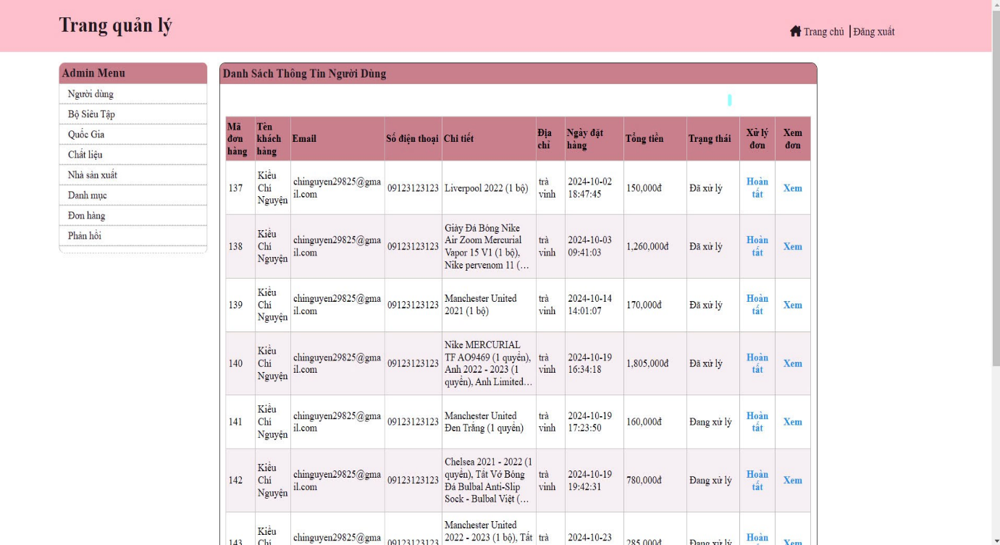 Trang quản lý
Trang chủ
Đăng xuất
Admin Menu
Người dùng
Bộ Siêu Tập
Quốc Gia
Chất liệu
Nhà sản xuất
Danh mục
Đơn hàng
Phản hồi
Danh Sách Thông Tin Người Dùng
Mã đơn hàng
Tên khách hàng
Email
Số điện thoại
Chi tiết
Địa chỉ
Ngày đặt hàng
Tổng tiền
Trạng thái
Xử lý đơn
Xem đơn
137
Kiều
Chí
Nguyện
chinguyen29825@gma
il.com
09123123123
Liverpool 2022 (1 bộ)
trà
vinh
2024-10-02
18:47:45
150,000đ
Đã xử lý
Hoàn
tất
Xem
138
Kiều
Chí
Nguyện
chinguyen29825@gma
il.com
09123123123
Giày Đá Bóng Nike
Air Zoom Mercurial
Vapor 15 V1 (1 bộ),
Nike pervenom 11 (…
trà
vinh
2024-10-03
09:41:03
1,260,000đ
Đã xử lý
Hoàn
tất
Xem
139
Kiều
Chí
Nguyện
chinguyen29825@gma
il.com
09123123123
Manchester United
2021 (1 bộ)
trà
vinh
2024-10-14
14:01:07
170,000đ
Đã xử lý
Hoàn
tất
Xem
140
Kiều
Chí
Nguyện
chinguyen29825@gma
il.com
09123123123
Nike MERCURIAL
TF AO9469 (1 quyển),
Anh 2022 - 2023 (1
quyển), Anh Limited…
trà
vinh
2024-10-19
16:34:18
1,805,000đ
Đã xử lý
Hoàn
tất
Xem
141
Kiều
Chí
Nguyện
chinguyen29825@gma
il.com
09123123123
Manchester United
Đen Trắng (1 quyển)
trà
vinh
2024-10-19
17:23:50
160,000đ
Đang xử lý
Hoàn
tất
Xem
142
Kiều
Chí
Nguyện
chinguyen29825@gma
il.com
09123123123
Chelsea 2021 - 2022 (1
quyển), Tất Vớ Bóng
Đá Bulbal Anti-Slip
Sock - Bulbal Việt (…
trà
vinh
2024-10-19
19:42:31
780,000đ
Đang xử lý
Hoàn
tất
Xem
143
Kiều
Chí
chinguyen29825@gma
09123123123
Manchester United
2022 - 2023 (1 bộ), Tất
trà
2024-10-23
285,000đ
Đang xử lý
Hoàn
Xem